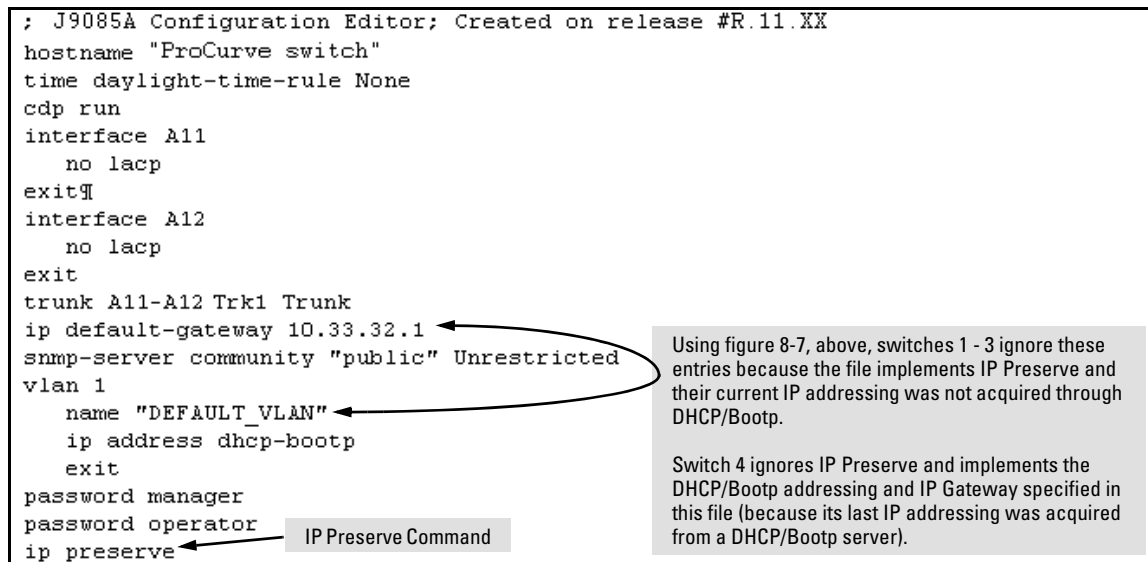 ; J9085A Configuration Editor; Created on release #R.11.XX
hostname "ProCurve switch"
time daylight-time-rule None
cdp run
interface A11
   no lacp
exit¶
interface A12
   no lacp
exit
trunk A11-A12 Trk1 Trunk
ip default-gateway 10.33.32.1
snmp-server community "public" Unrestricted
vlan 1
   name "DEFAULT_VLAN"
   ip address dhcp-bootp
   exit
password manager
password operator
ip preserve
IP Preserve Command
Using figure 8-7, above, switches 1 - 3 ignore these
entries because the file implements IP Preserve and
their current IP addressing was not acquired through
DHCP/Bootp.
Switch 4 ignores IP Preserve and implements the
DHCP/Bootp addressing and IP Gateway specified in
this file (because its last IP addressing was acquired
from a DHCP/Bootp server).